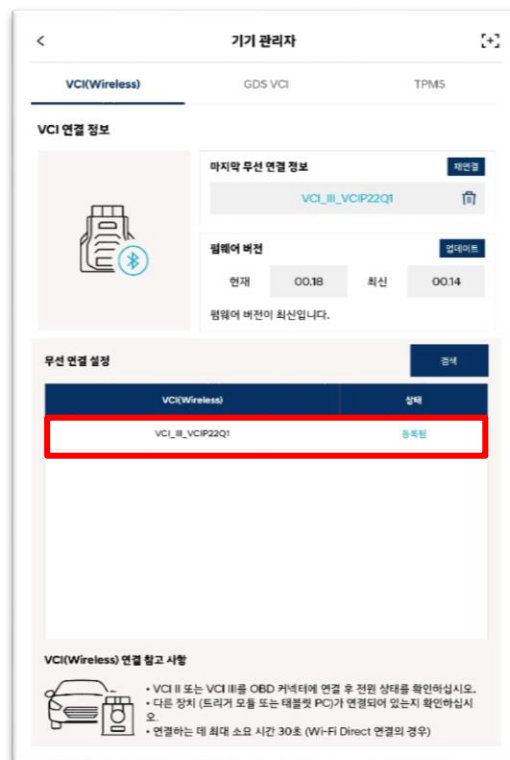 < 기기 관리자 [+]
VCI(Wireless) GDS VCI TPMS
VCI 연결 정보
마지막 무선 연결 정보 재연결
VCI_III_VCIP22Q1
펌웨어 버전 업데이트
현재 00.18 최신 00.14
펌웨어 버전이 최신입니다.
무선 연결 설정 검색
VCI(Wireless) 상태
VCI_III_VCIP22Q1 등록됨
VCI(Wireless) 연결 참고 사항
• VCI II 또는 VCI III를 OBD 커넥터에 연결 후 전원 상태를 확인하십시오.
• 다른 장치 (트리거 모듈 또는 태블릿 PC)가 연결되어 있는지 확인하십시
오.
• 연결하는 데 최대 소요 시간 30초 (Wi-Fi Direct 연결의 경우)